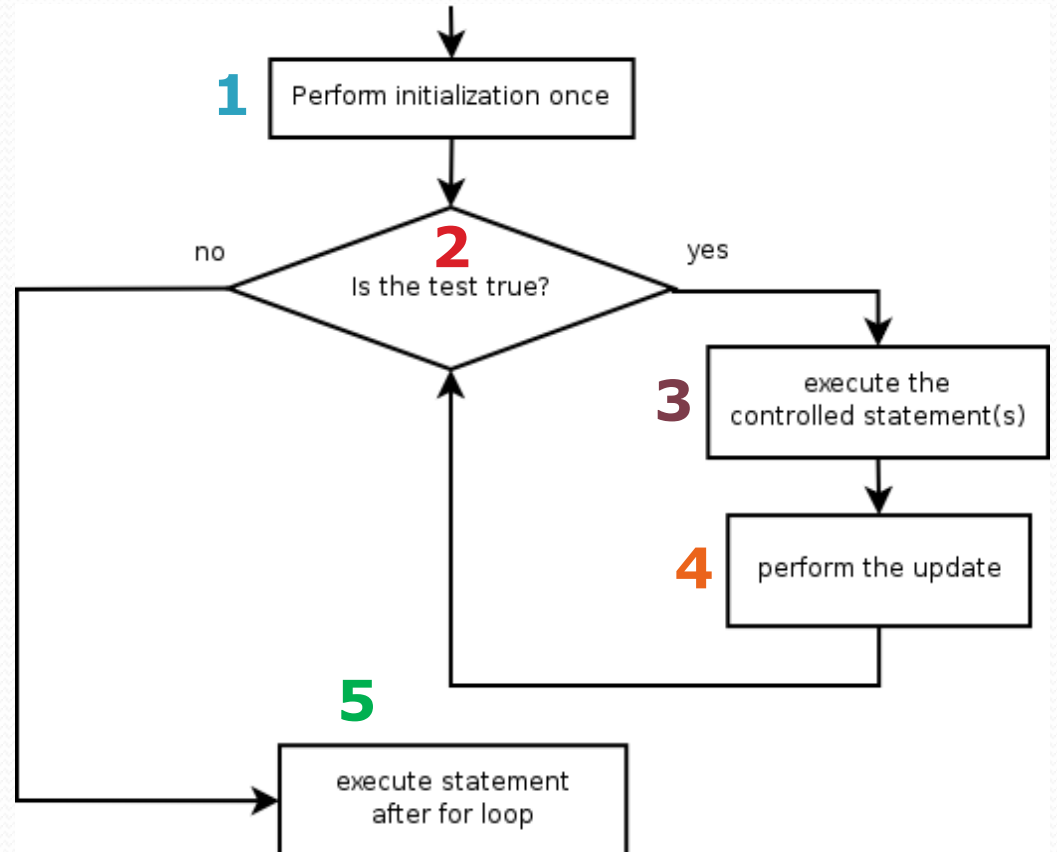 1
Perform initialization once
2
no
yes
Is the test true?
3
execute the
controlled statement(s)
4
perform the update
5
execute statement
after for loop